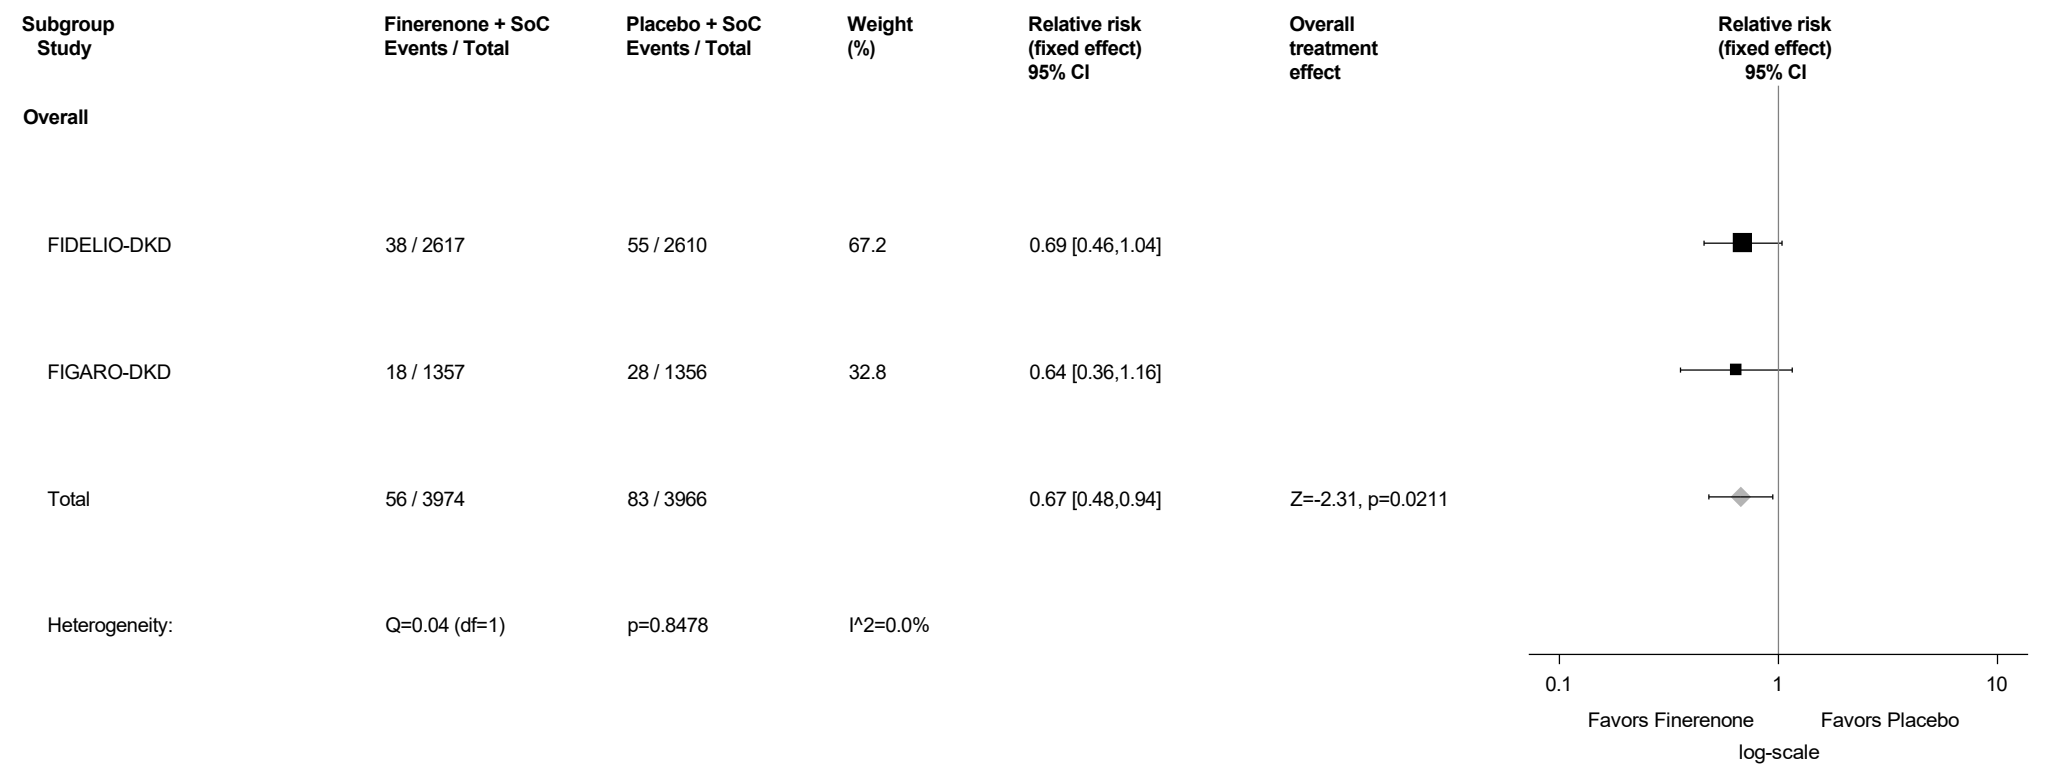 Subgroup Finerenone + SoC Placebo + SoC Weight Relative risk Overall Relative risk
Study Events / Total Events / Total (%) (fixed effect) treatment (fixed effect)
95% CI effect 95% CI
Overall
FIDELIO-DKD 38 / 2617 55 / 2610 67.2 0.69 [0.46,1.04]
FIGARO-DKD 18 / 1357 28 / 1356 32.8 0.64 [0.36,1.16]
Total 56 / 3974 83 / 3966 0.67 [0.48,0.94] Z=-2.31, p=0.0211
Heterogeneity: Q=0.04 (df=1) p=0.8478 I^2=0.0%
0.1 1 10
Favors Finerenone Favors Placebo
log-scale